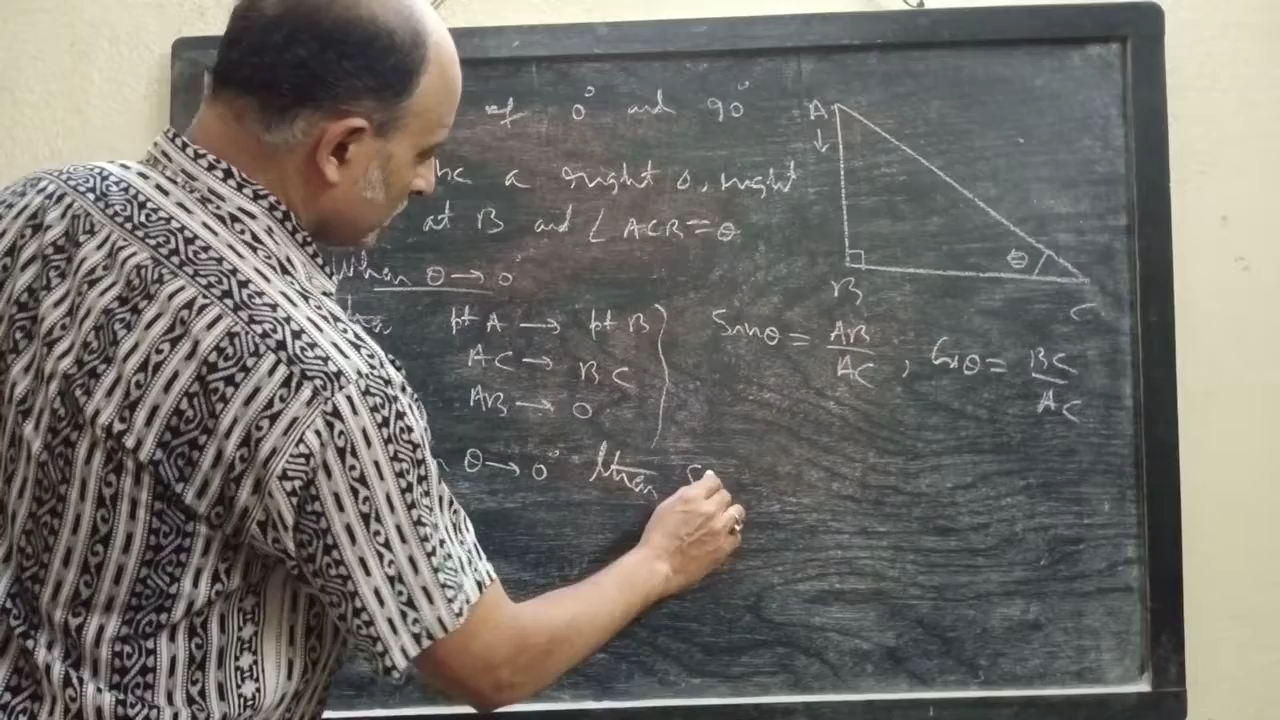 of 0° and 90°
be a right Δ, right
at B and ∠ACB = θ
When θ → 0°
pt A → pt B
AC → BC
AB → 0
θ → 0° then S
A
↓
B
C
θ
Sinθ = AB/AC , Cosθ = BC/AC